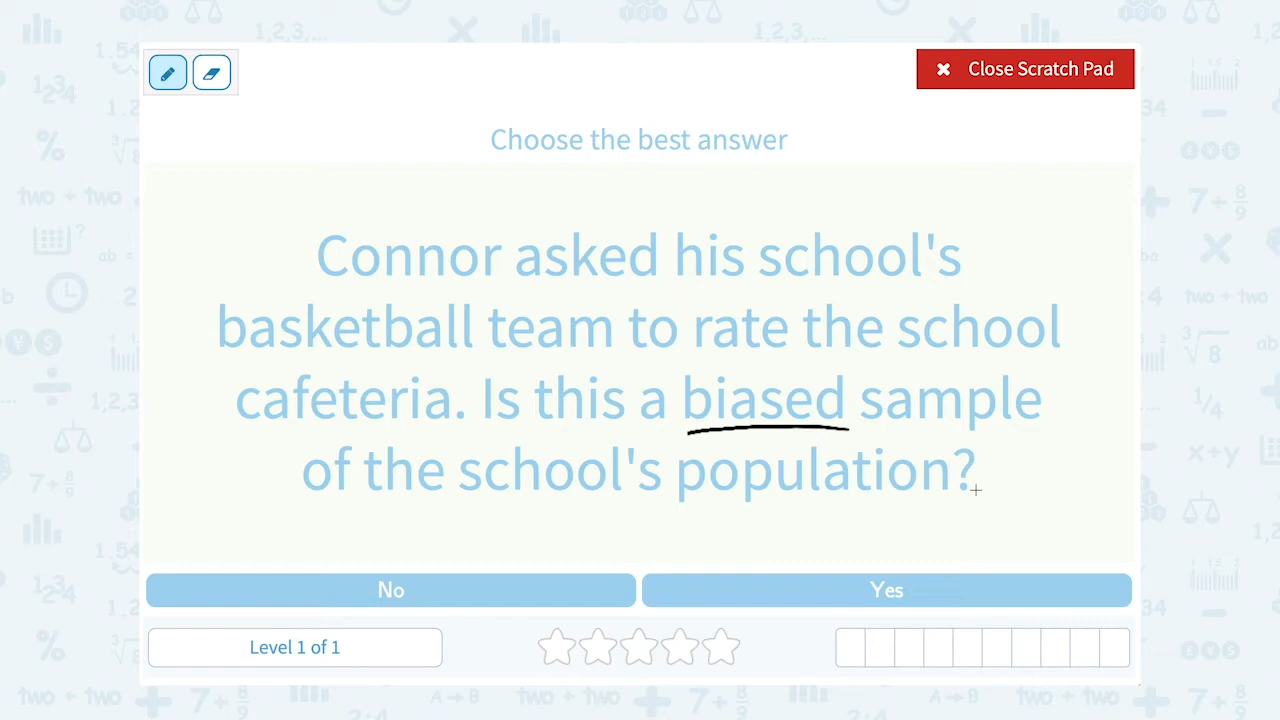 Close Scratch Pad
Choose the best answer
Connor asked his school's
basketball team to rate the school
cafeteria. Is this a biased sample
of the school's population?
No
Yes
Level 1 of 1